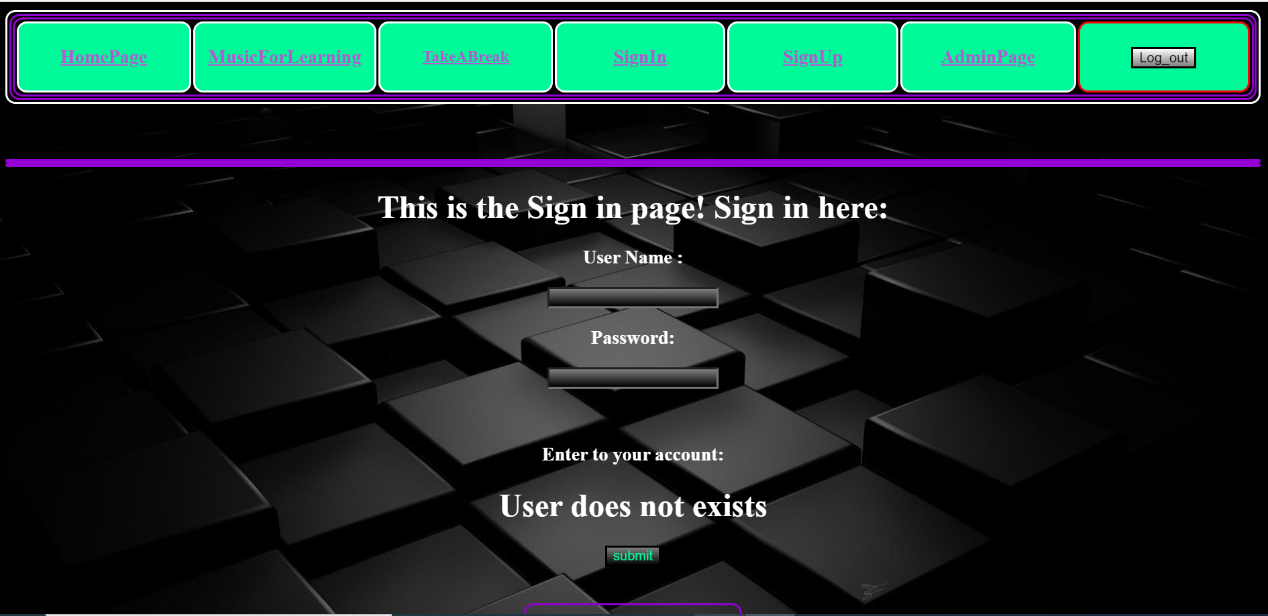 HomePage MusicForLearning TakeABreak SignIn SignUp AdminPage Log_out
This is the Sign in page! Sign in here:
User Name :
Password:
Enter to your account:
User does not exists
submit